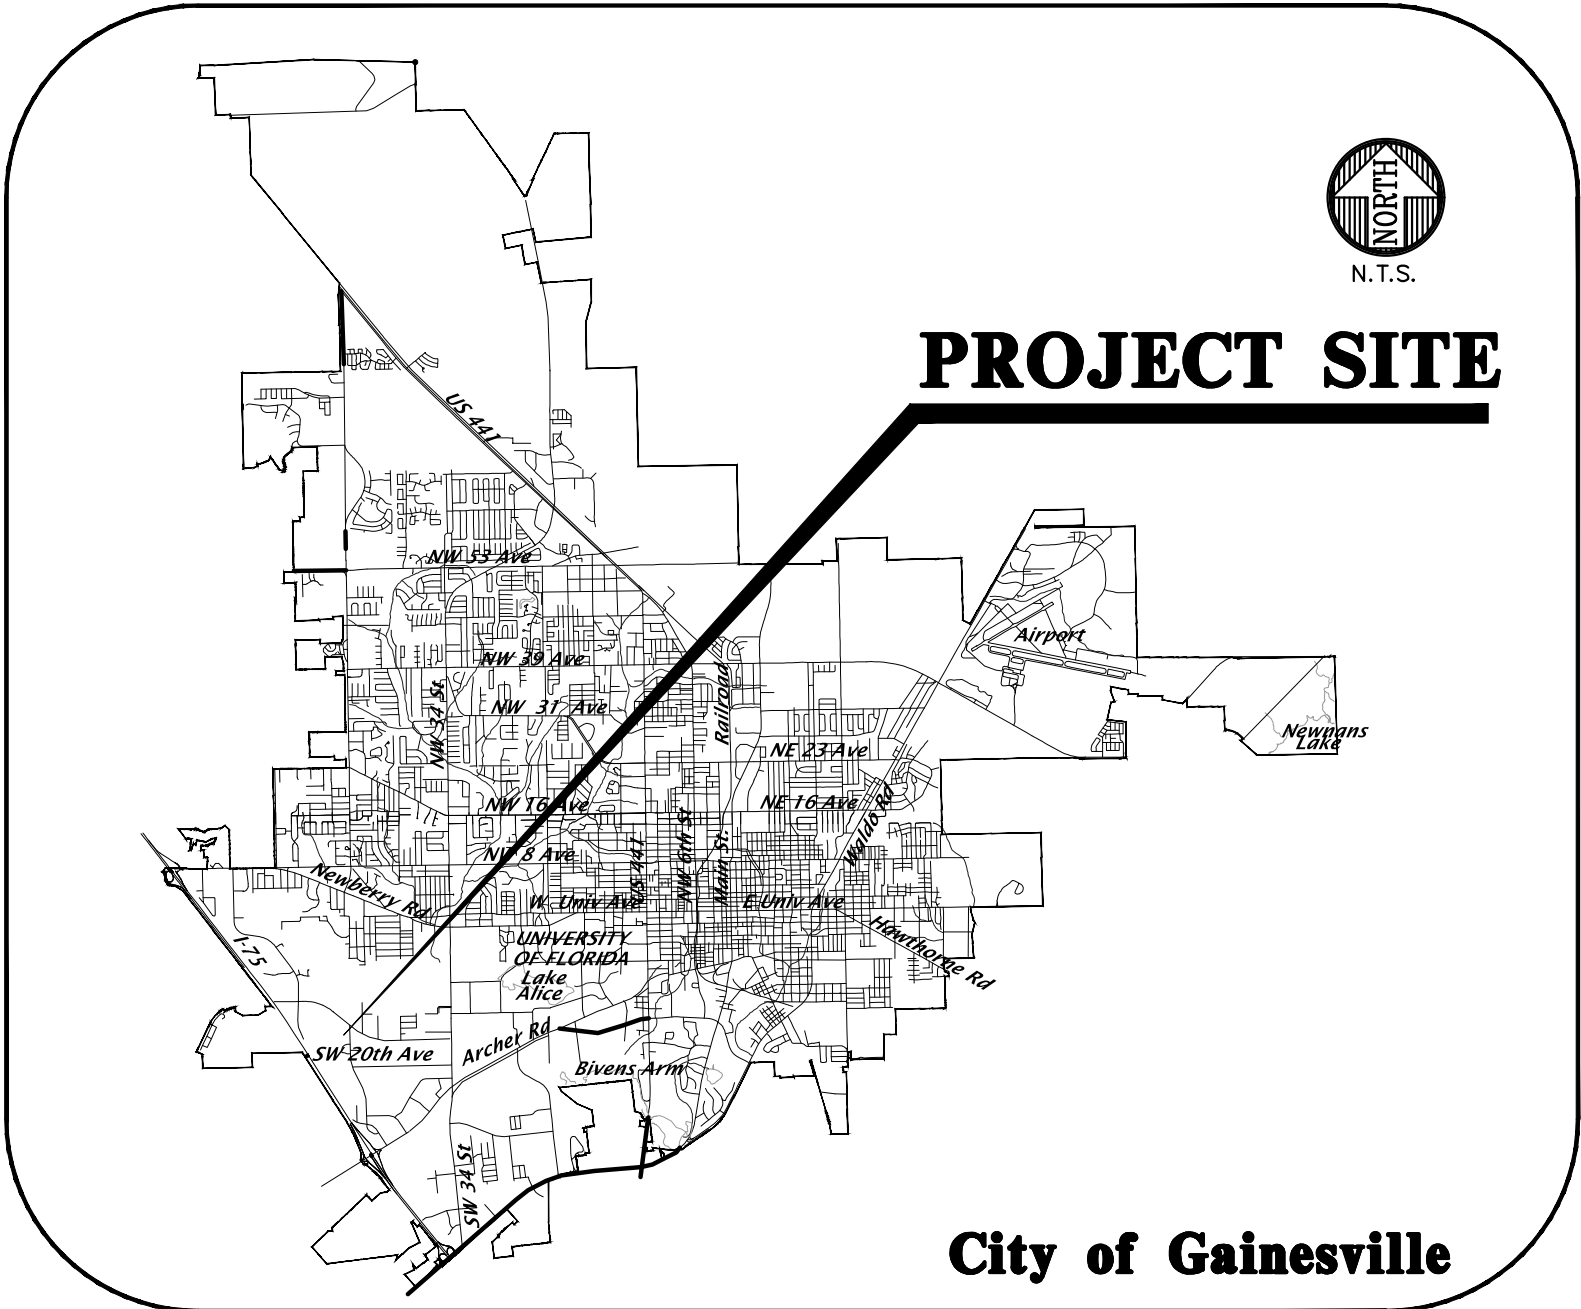 NORTH
N.T.S.
PROJECT SITE
US 441
NW 53 Ave
Airport
NW 39 Ave
Railroad
NW 34 St
NW 31 Ave
Newnans
Lake
NE 23 Ave
NW 16 Ave
NE 16 Ave
Waldo Rd
NW 8 Ave
US 441
NW 6th St
Main St.
Newberry Rd
W. Univ Ave
E Univ Ave
Hawthorne Rd
I-75
UNIVERSITY
OF FLORIDA
Lake
Alice
SW 20th Ave
Archer Rd
Bivens Arm
SW 34 St
City of Gainesville